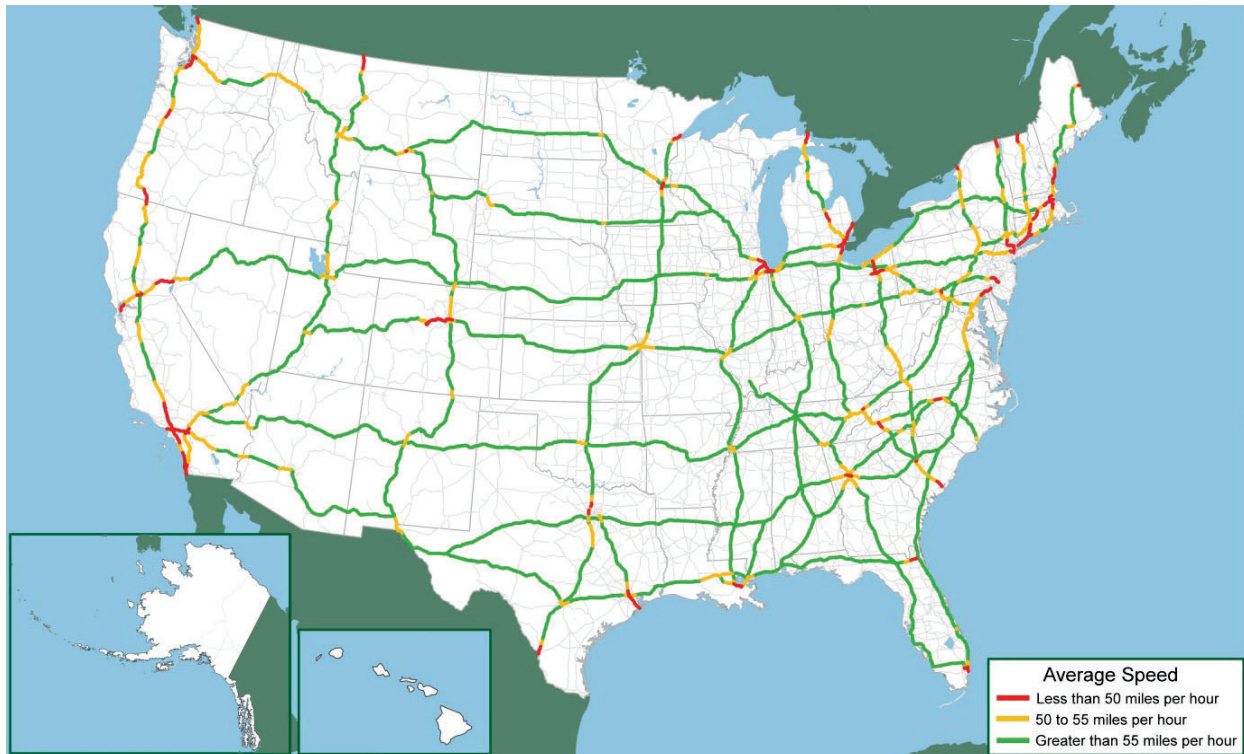 Average Speed
Less than 50 miles per hour
50 to 55 miles per hour
Greater than 55 miles per hour